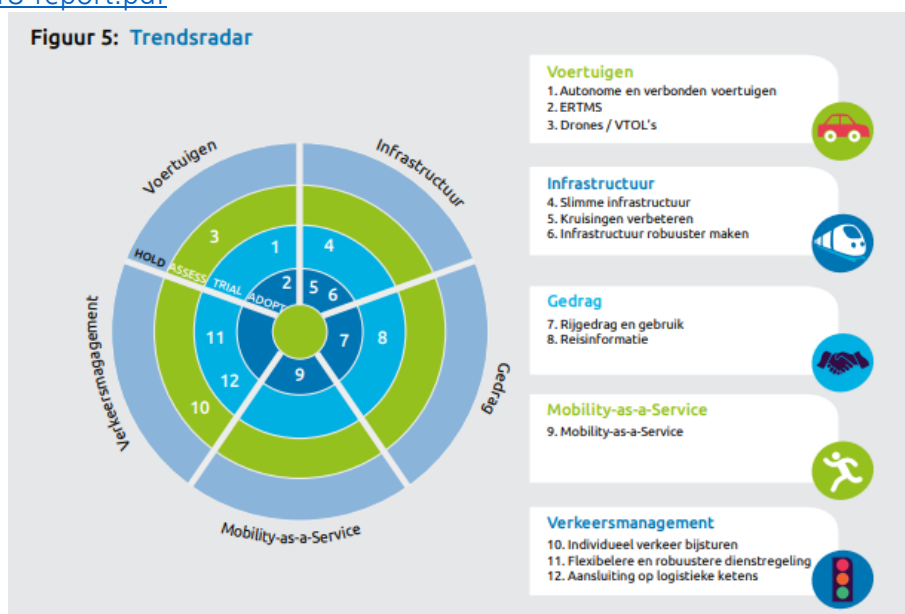 18-report.pdf
Figuur 5: Trendsradar
Voertuigen
Infrastructuur
Gedrag
Mobility-as-a-Service
Verkeersmagagement
HOLD ASSESS TRIAL ADOPT
3
1
2
4
5
6
7
8
9
10
11
12
Voertuigen
1. Autonome en verbonden voertuigen
2. ERTMS
3. Drones / VTOL's
Infrastructuur
4. Slimme infrastructuur
5. Kruisingen verbeteren
6. Infrastructuur robuuster maken
Gedrag
7. Rijgedrag en gebruik
8. Reisinformatie
Mobility-as-a-Service
9. Mobility-as-a-Service
Verkeersmanagement
10. Individueel verkeer bijsturen
11. Flexibelere en robuustere dienstregeling
12. Aansluiting op logistieke ketens